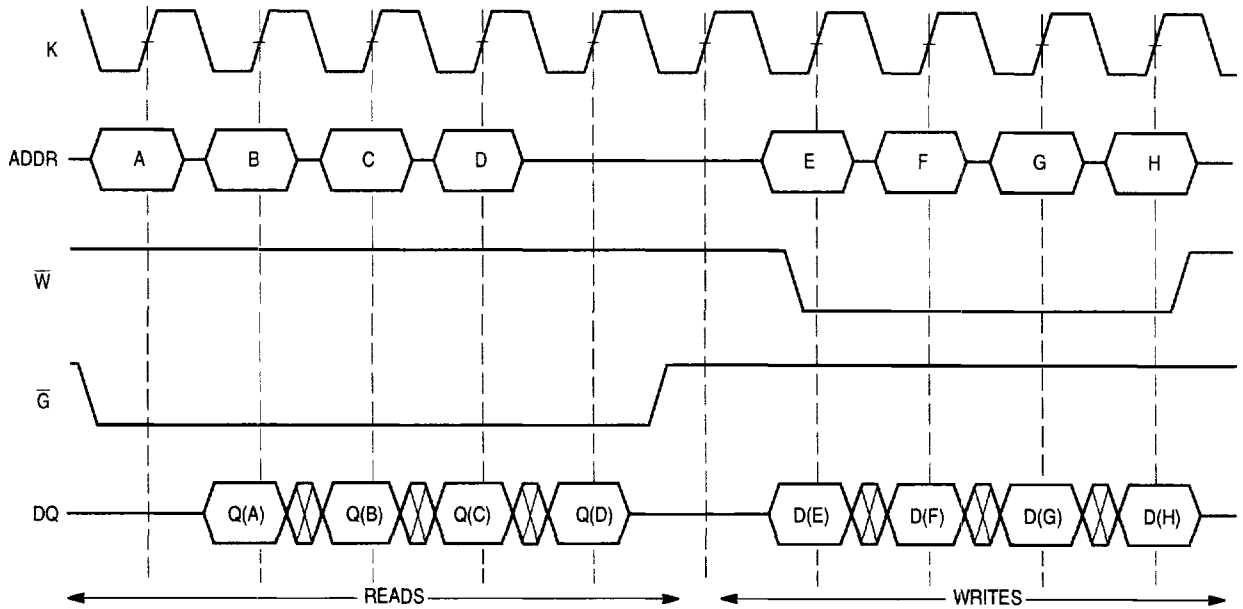 K
ADDR A B C D E F G H
W̅
G̅
DQ Q(A) Q(B) Q(C) Q(D) D(E) D(F) D(G) D(H)
READS WRITES